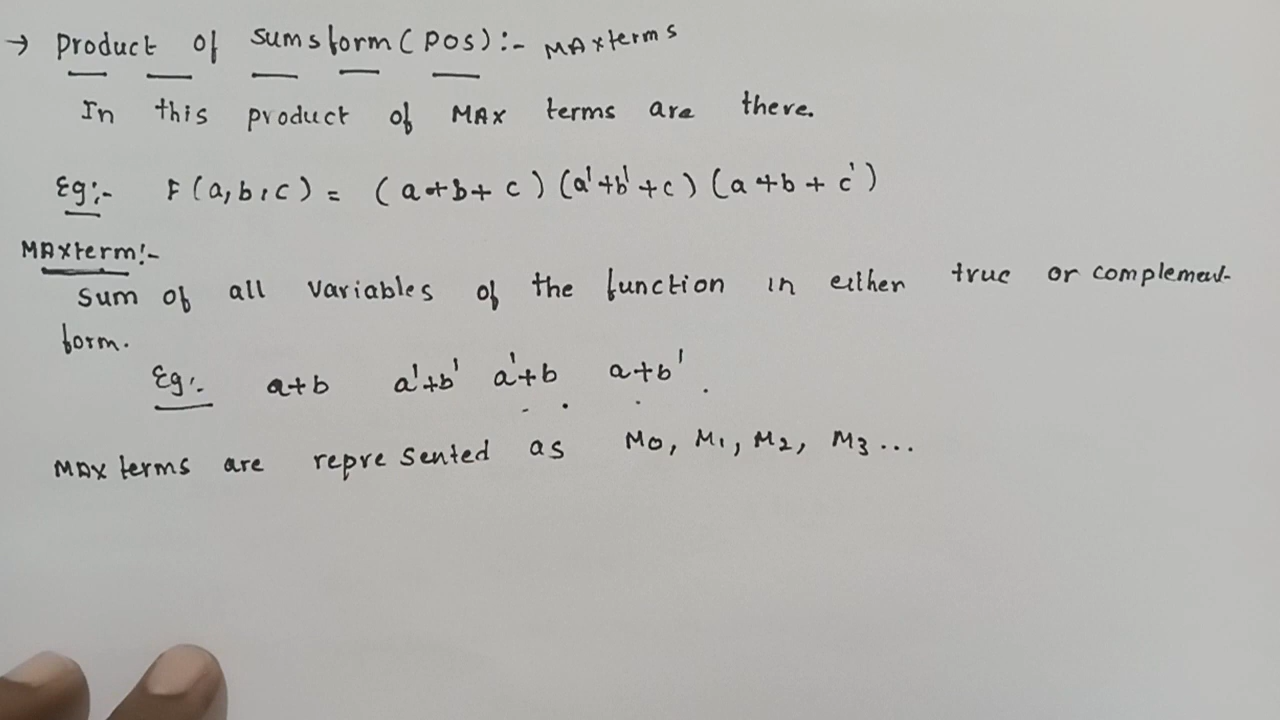 → Product of sums form (POS):- MAxterms
In this product of MAX terms are there.
Eg:- F(a,b,c) = (a+b+c) (a'+b'+c) (a+b+c')
MAXterm:-
Sum of all variables of the function in either true or complement
form.
Eg:- a+b a'+b' a'+b a+b'.
MAX terms are represented as M0, M1, M2, M3...